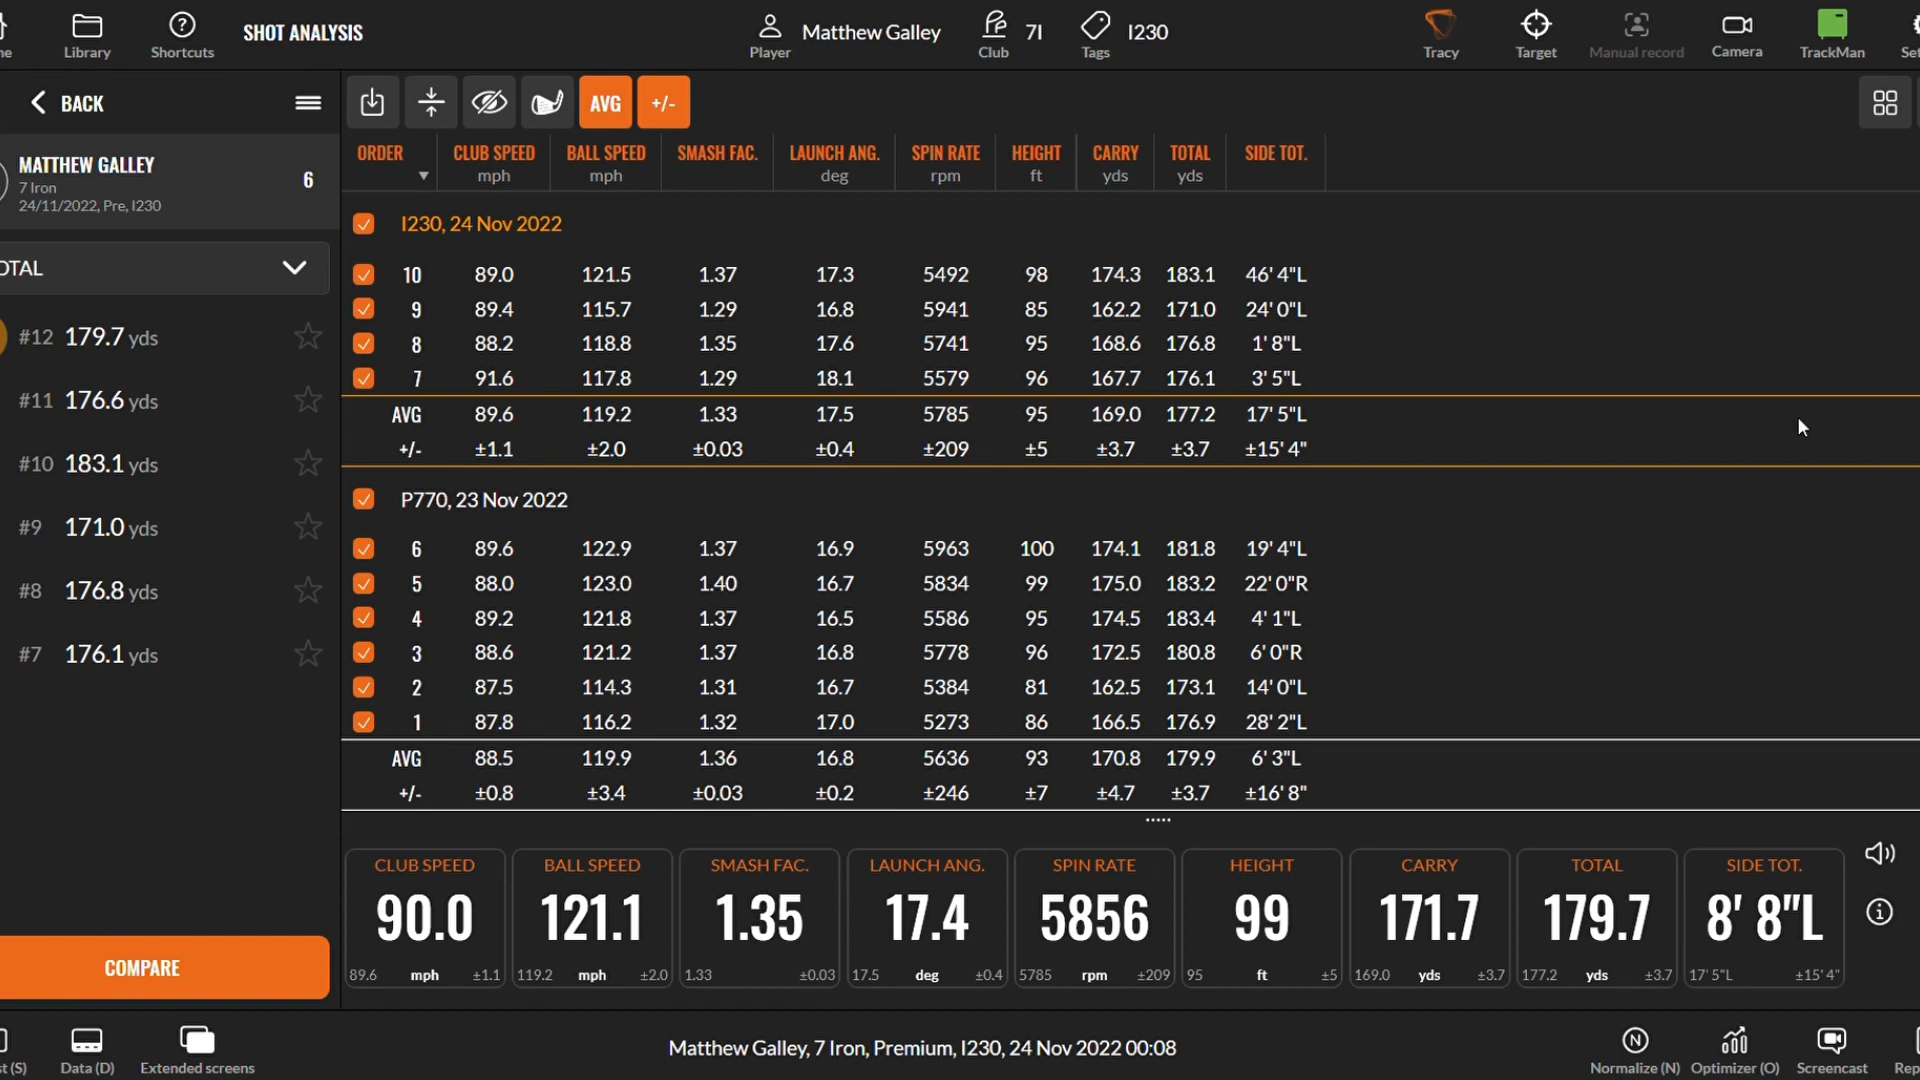 ne
Library
Shortcuts
SHOT ANALYSIS
Player
Matthew Galley
Club
7I
Tags
I230
Tracy
Target
Manual record
Camera
TrackMan
Set
BACK
AVG
+/-
MATTHEW GALLEY
7 Iron
24/11/2022, Pre, I230
6
OTAL
#12 179.7 yds
#11 176.6 yds
#10 183.1 yds
#9 171.0 yds
#8 176.8 yds
#7 176.1 yds
COMPARE
ORDER CLUB SPEED BALL SPEED SMASH FAC. LAUNCH ANG. SPIN RATE HEIGHT CARRY TOTAL SIDE TOT.
mph mph deg rpm ft yds yds
I230, 24 Nov 2022
10 89.0 121.5 1.37 17.3 5492 98 174.3 183.1 46' 4"L
9 89.4 115.7 1.29 16.8 5941 85 162.2 171.0 24' 0"L
8 88.2 118.8 1.35 17.6 5741 95 168.6 176.8 1' 8"L
7 91.6 117.8 1.29 18.1 5579 96 167.7 176.1 3' 5"L
AVG 89.6 119.2 1.33 17.5 5785 95 169.0 177.2 17' 5"L
+/- ±1.1 ±2.0 ±0.03 ±0.4 ±209 ±5 ±3.7 ±3.7 ±15' 4"
P770, 23 Nov 2022
6 89.6 122.9 1.37 16.9 5963 100 174.1 181.8 19' 4"L
5 88.0 123.0 1.40 16.7 5834 99 175.0 183.2 22' 0"R
4 89.2 121.8 1.37 16.5 5586 95 174.5 183.4 4' 1"L
3 88.6 121.2 1.37 16.8 5778 96 172.5 180.8 6' 0"R
2 87.5 114.3 1.31 16.7 5384 81 162.5 173.1 14' 0"L
1 87.8 116.2 1.32 17.0 5273 86 166.5 176.9 28' 2"L
AVG 88.5 119.9 1.36 16.8 5636 93 170.8 179.9 6' 3"L
+/- ±0.8 ±3.4 ±0.03 ±0.2 ±246 ±7 ±4.7 ±3.7 ±16' 8"
CLUB SPEED BALL SPEED SMASH FAC. LAUNCH ANG. SPIN RATE HEIGHT CARRY TOTAL SIDE TOT.
90.0 121.1 1.35 17.4 5856 99 171.7 179.7 8' 8"L
89.6 mph ±1.1 119.2 mph ±2.0 1.33 ±0.03 17.5 deg ±0.4 5785 rpm ±209 95 ft ±5 169.0 yds ±3.7 177.2 yds ±3.7 17' 5"L ±15' 4"
t (S)
Data (D)
Extended screens
Matthew Galley, 7 Iron, Premium, I230, 24 Nov 2022 00:08
N
Normalize (N)
Optimizer (O)
Screencast
Rep